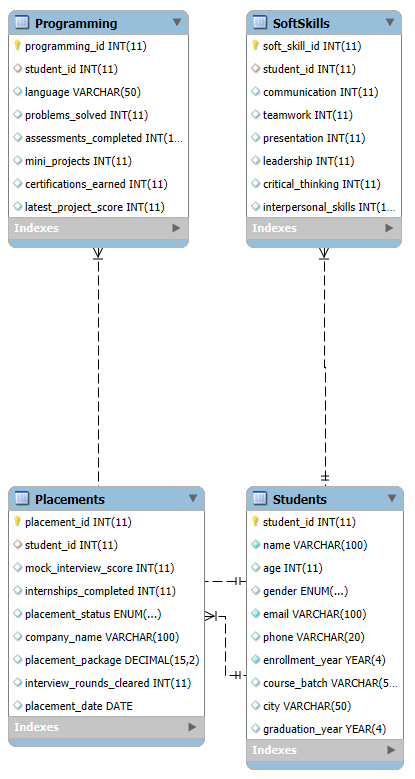 Programming
programming_id INT(11)
student_id INT(11)
language VARCHAR(50)
problems_solved INT(11)
assessments_completed INT(1...
mini_projects INT(11)
certifications_earned INT(11)
latest_project_score INT(11)
Indexes
SoftSkills
soft_skill_id INT(11)
student_id INT(11)
communication INT(11)
teamwork INT(11)
presentation INT(11)
leadership INT(11)
critical_thinking INT(11)
interpersonal_skills INT(1...
Indexes
Placements
placement_id INT(11)
student_id INT(11)
mock_interview_score INT(11)
internships_completed INT(11)
placement_status ENUM(...)
company_name VARCHAR(100)
placement_package DECIMAL(15,2)
interview_rounds_cleared INT(11)
placement_date DATE
Indexes
Students
student_id INT(11)
name VARCHAR(100)
age INT(11)
gender ENUM(...)
email VARCHAR(100)
phone VARCHAR(20)
enrollment_year YEAR(4)
course_batch VARCHAR(5...
city VARCHAR(50)
graduation_year YEAR(4)
Indexes